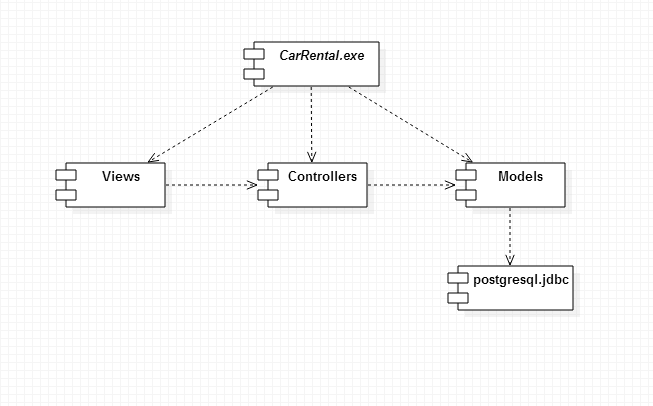 CarRental.exe
Views
Controllers
Models
postgresql.jdbc